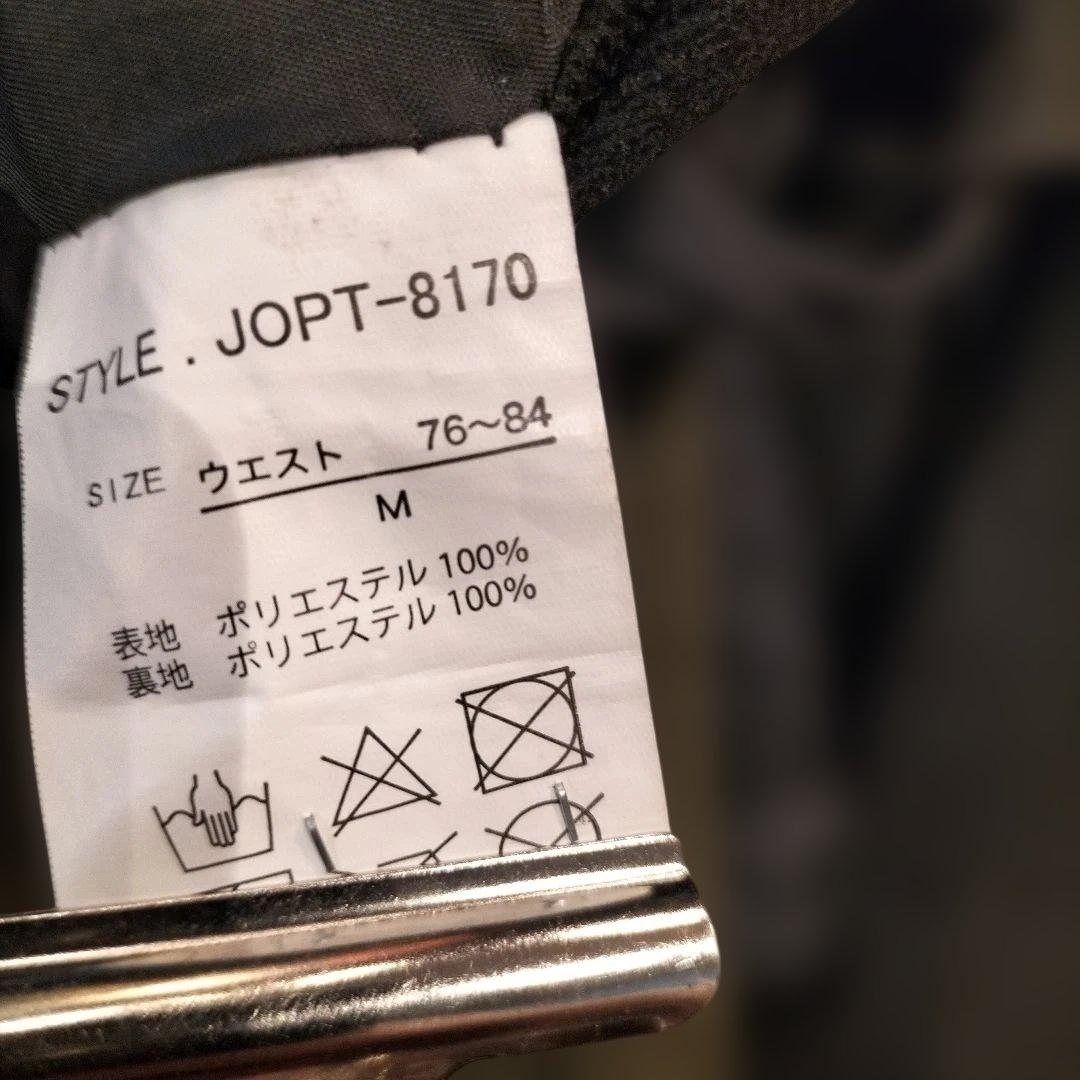 STYLE . JOPT-8170
SIZE ウエスト 76～84
M
表地 ポリエステル 100%
裏地 ポリエステル 100%